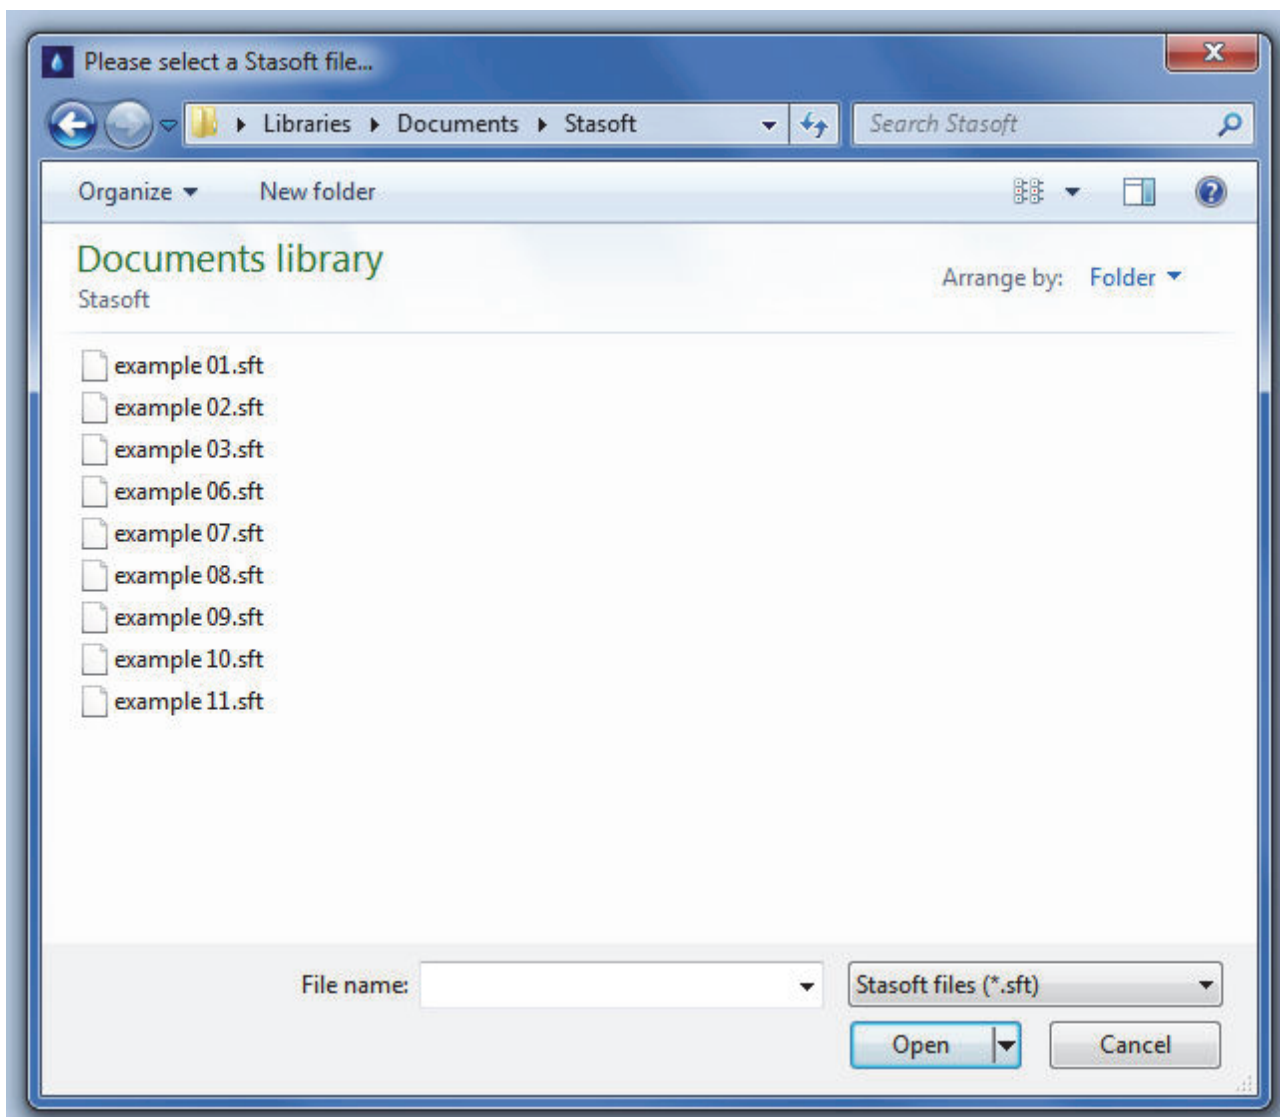 Please select a Stasoft file...
Libraries Documents Stasoft
Search Stasoft
Organize New folder
Documents library
Stasoft
Arrange by: Folder
example 01.sft
example 02.sft
example 03.sft
example 06.sft
example 07.sft
example 08.sft
example 09.sft
example 10.sft
example 11.sft
File name:
Stasoft files (*.sft)
Open Cancel